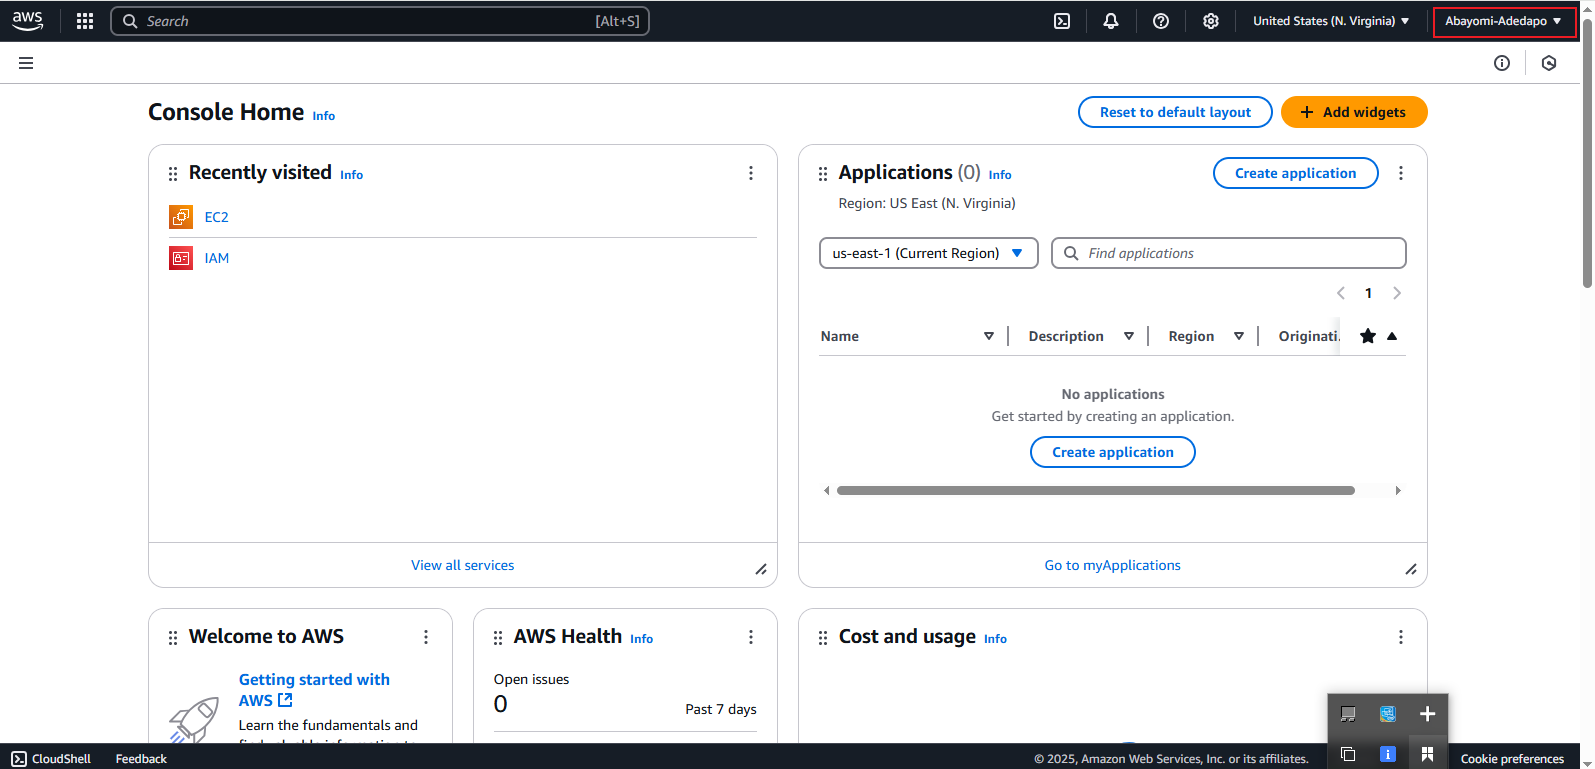 aws
Search
[Alt+S]
United States (N. Virginia)
Abayomi-Adedapo
Console Home
Info
Reset to default layout
Add widgets
Recently visited
Info
EC2
IAM
View all services
Applications (0)
Info
Create application
Region: US East (N. Virginia)
us-east-1 (Current Region)
Find applications
1
Name
Description
Region
Originati
No applications
Get started by creating an application.
Create application
Go to myApplications
Welcome to AWS
Getting started with
AWS
Learn the fundamentals and
AWS Health
Info
Open issues
0
Past 7 days
Cost and usage
Info
CloudShell
Feedback
© 2025, Amazon Web Services, Inc. or its affiliates.
Cookie preferences